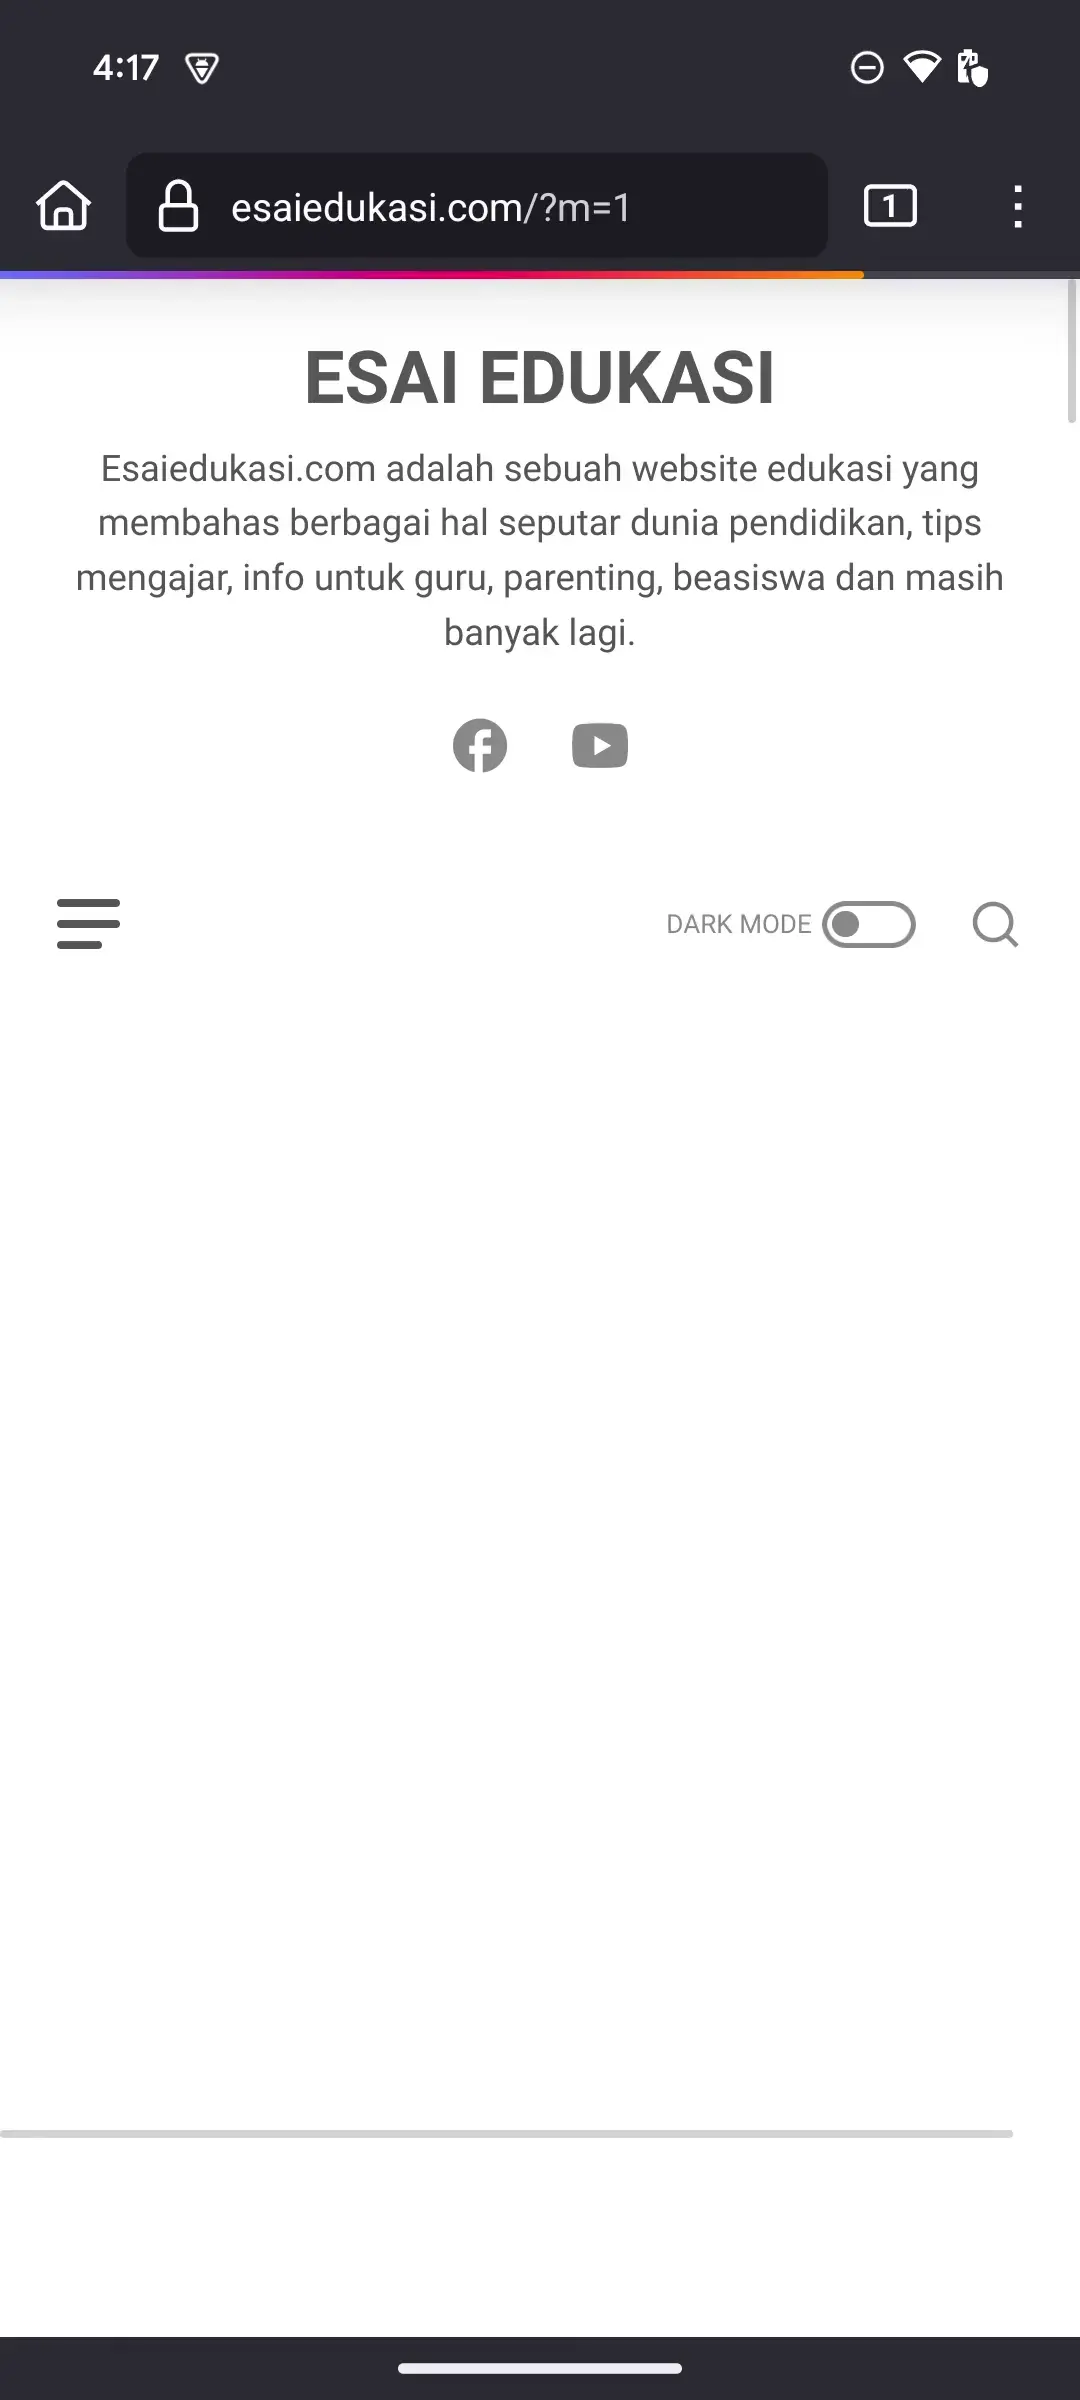 4:17
esaiedukasi.com/?m=1
1
ESAI EDUKASI
Esaiedukasi.com adalah sebuah website edukasi yang
membahas berbagai hal seputar dunia pendidikan, tips
mengajar, info untuk guru, parenting, beasiswa dan masih
banyak lagi.
DARK MODE